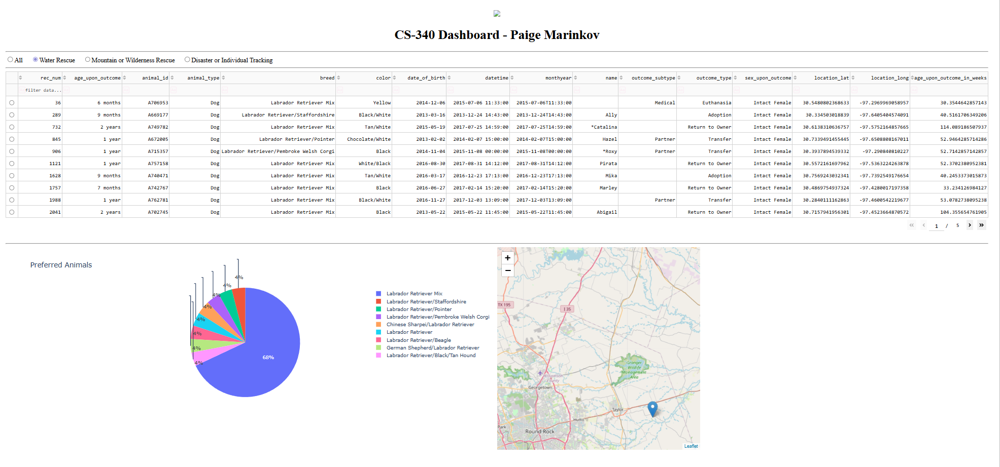 CS-340 Dashboard - Paige Marinkov
All Water Rescue Mountain or Wilderness Rescue Disaster or Individual Tracking
rec_num age_upon_outcome animal_id animal_type breed color date_of_birth datetime monthyear name outcome_subtype outcome_type sex_upon_outcome location_lat location_long age_upon_outcome_in_weeks
filter data...
36 6 months A706953 Dog Labrador Retriever Mix Yellow 2014-12-06 2015-07-06 11:33:00 2015-07-06T11:33:00 Medical Euthanasia Intact Female 30.5480802368633 -97.2969969058957 30.3544642857143
289 9 months A669177 Dog Labrador Retriever/Staffordshire Black/White 2013-03-16 2013-12-24 14:43:00 2013-12-24T14:43:00 Ally Adoption Intact Female 30.334503018839 -97.6405404574091 40.5161706349206
732 2 years A749782 Dog Labrador Retriever Mix Tan/White 2015-05-19 2017-07-25 14:59:00 2017-07-25T14:59:00 *Catalina Return to Owner Intact Female 30.6138310636757 -97.5752164857665 114.089186507937
845 1 year A672005 Dog Labrador Retriever/Pointer Chocolate/White 2013-02-02 2014-02-07 15:00:00 2014-02-07T15:00:00 Hazel Partner Transfer Intact Female 30.7339491455445 -97.6508808167011 52.9464285714286
906 1 year A715357 Dog Labrador Retriever/Pembroke Welsh Corgi Black 2014-11-04 2015-11-08 00:00:00 2015-11-08T00:00:00 *Roxy Partner Transfer Intact Female 30.3937894539332 -97.290840810227 52.7142857142857
1121 1 year A757158 Dog Labrador Retriever Mix White/Black 2016-08-30 2017-08-31 14:12:00 2017-08-31T14:12:00 Pirata Return to Owner Intact Female 30.5572161697962 -97.5363224263878 52.3702380952381
1628 9 months A740471 Dog Labrador Retriever Mix Tan/White 2016-03-17 2016-12-23 17:13:00 2016-12-23T17:13:00 Mika Adoption Intact Female 30.7569243032341 -97.7392549176654 40.2453373015873
1757 7 months A742767 Dog Labrador Retriever Mix Black 2016-06-27 2017-02-14 15:20:00 2017-02-14T15:20:00 Marley Return to Owner Intact Female 30.4869754937324 -97.4280017197358 33.234126984127
1988 1 year A762781 Dog Labrador Retriever Mix Black/White 2016-11-27 2017-12-03 13:09:00 2017-12-03T13:09:00 Partner Transfer Intact Female 30.2840111162863 -97.4600542219677 53.0782738095238
2041 2 years A702745 Dog Labrador Retriever Mix Black 2013-05-22 2015-05-22 11:45:00 2015-05-22T11:45:00 Abigail Return to Owner Intact Female 30.7157941956301 -97.4523664870572 104.355654761905
« ‹ 1 / 5 › »
Preferred Animals
4%
4%
4%
4%
4%
4%
4%
4%
68%
Labrador Retriever Mix
Labrador Retriever/Staffordshire
Labrador Retriever/Pointer
Labrador Retriever/Pembroke Welsh Corgi
Chinese Sharpei/Labrador Retriever
Labrador Retriever
Labrador Retriever/Beagle
German Shepherd/Labrador Retriever
Labrador Retriever/Black/Tan Hound
+
−
TX 195
I 35
Granger
Wildlife
Management
Area
Williamson
County
Georgetown
Taylor
Hutto
Park
Round Rock
Leaflet